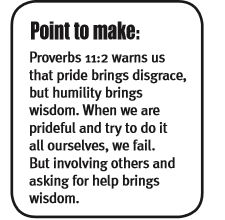 Point to make:
Proverbs 11:2 warns us
that pride brings disgrace,
but humility brings
wisdom. When we are
prideful and try to do it
all ourselves, we fail.
But involving others and
asking for help brings
wisdom.